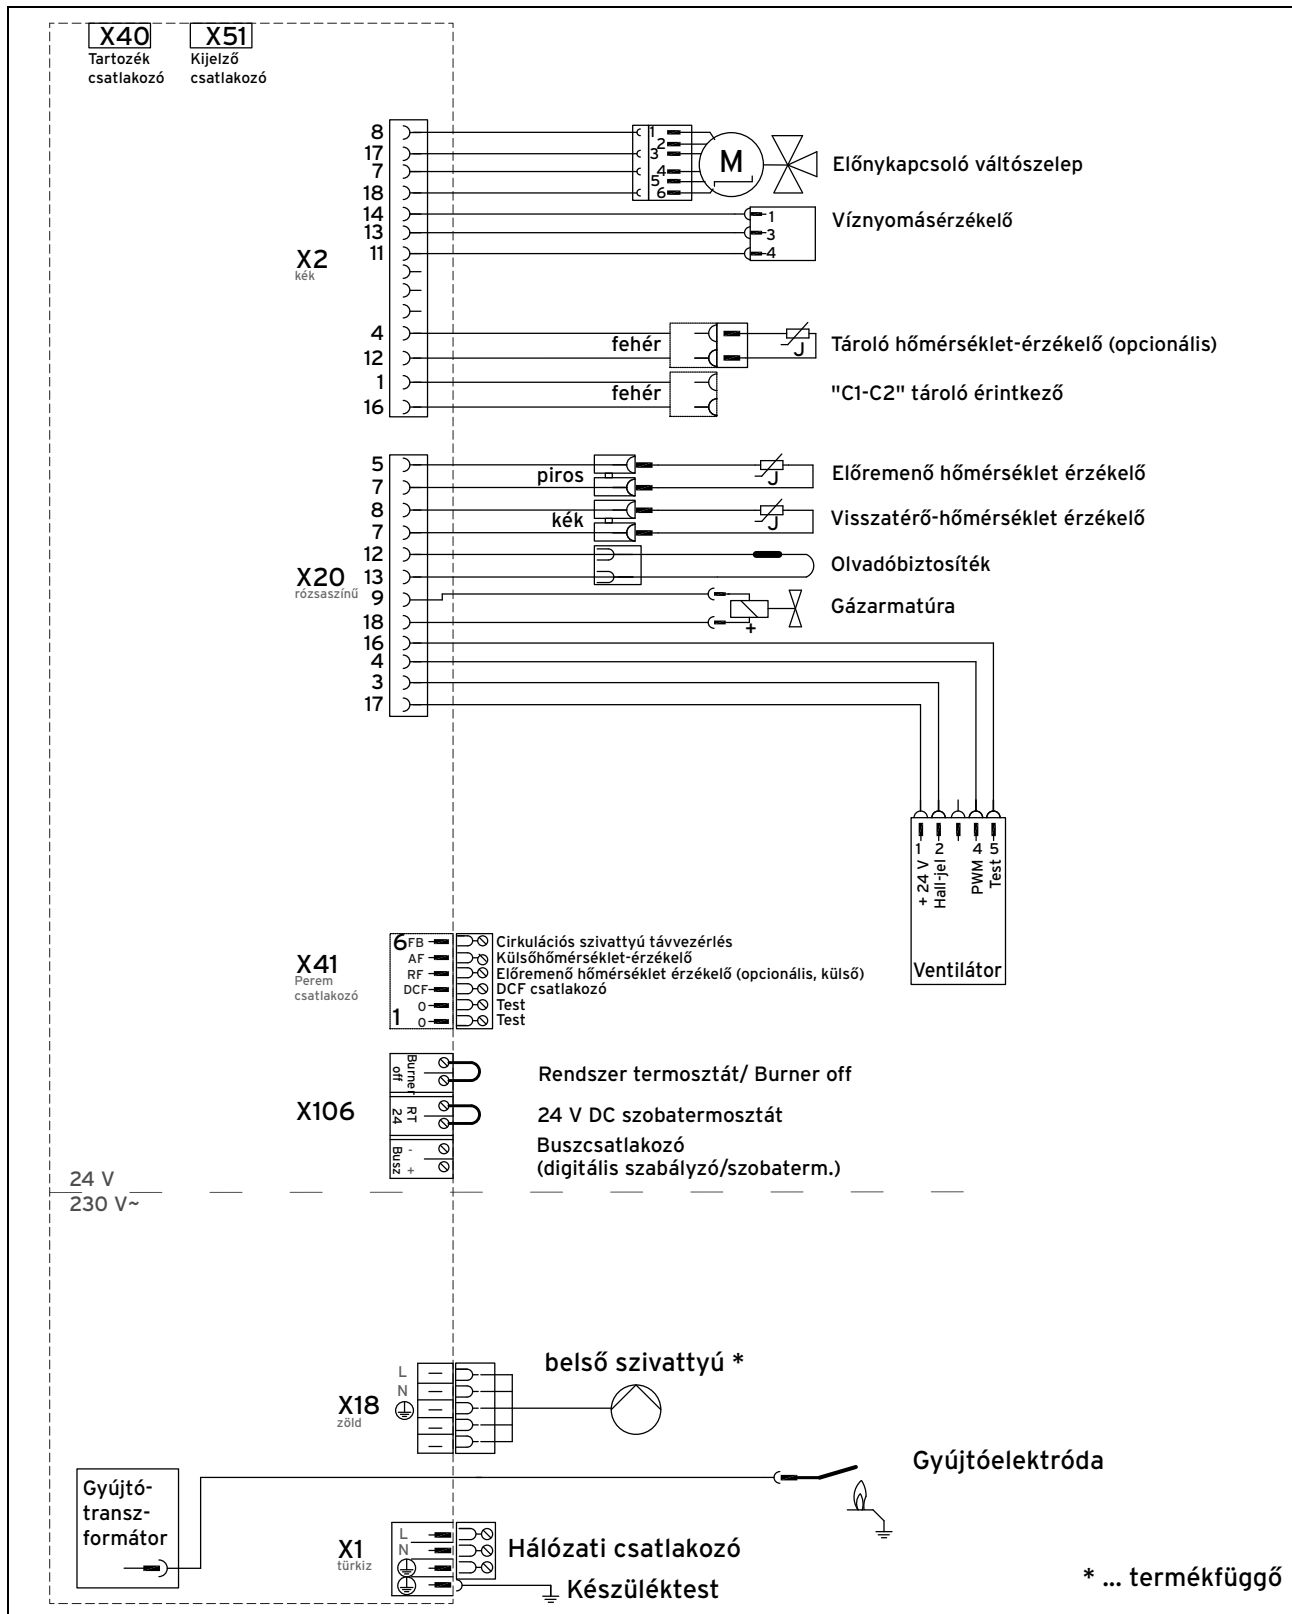 X40 X51
Tartozék Kijelző
csatlakozó csatlakozó
8 1
17 2
7 3
18 4
5
6
M
Előnykapcsoló váltószelep
14 1
13 3
11 4
Víznyomásérzékelő
X2
kék
4 fehér J Tároló hőmérséklet-érzékelő (opcionális)
12
1 fehér "C1-C2" tároló érintkező
16
5 piros J Előremenő hőmérséklet érzékelő
7
8 kék J Visszatérő-hőmérséklet érzékelő
7
12 Olvadóbiztosíték
X20
rózsaszínű
13
9 Gázarmatúra
18 +
16
4
3
17
1 2 4 5
+ 24 V
Hall-jel
PWM
Test
Ventilátor
X41
Perem
csatlakozó
6 FB Cirkulációs szivattyú távvezérlés
AF Külsőhőmérséklet-érzékelő
RF Előremenő hőmérséklet érzékelő (opcionális, külső)
DCF DCF csatlakozó
0 Test
1 0 Test
X106
Burner
off
Rendszer termosztát/ Burner off
RT
24
24 V DC szobatermosztát
Busz
-
+
Buszcsatlakozó
(digitális szabályzó/szobaterm.)
24 V
230 V~
belső szivattyú *
L
N
X18
zöld
Gyújtóelektróda
Gyújtó-
transz-
formátor
X1
türkiz
L
N
Hálózati csatlakozó
Készüléktest
* ... termékfüggő